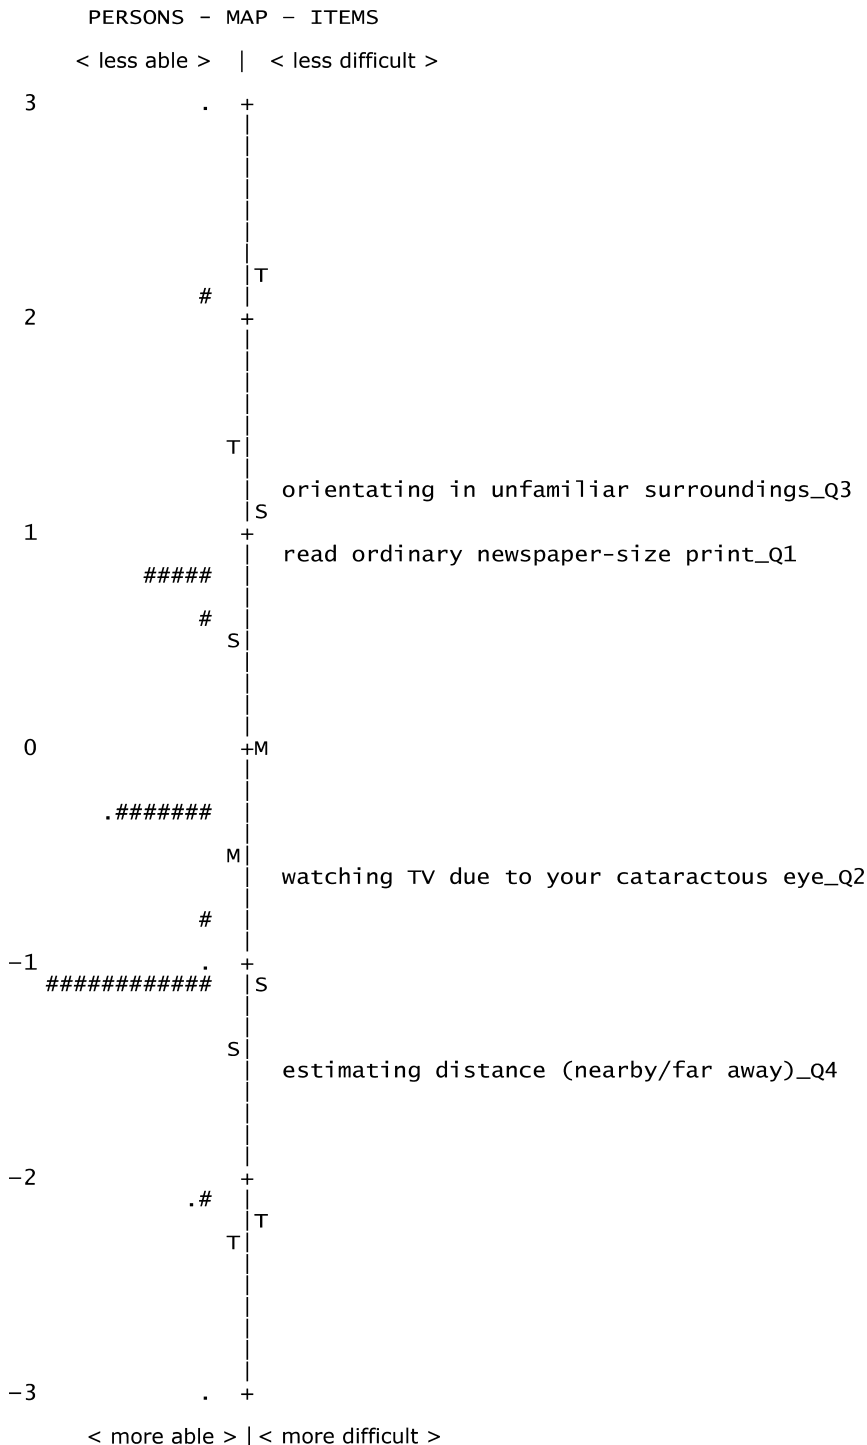 PERSONS - MAP – ITEMS
< less able > | < less difficult >
3 . +
T
#
2 +
T
orientating in unfamiliar surroundings_Q3
S
1 +
read ordinary newspaper-size print_Q1
#####
#
S
0 +M
.#######
M
watching TV due to your cataractous eye_Q2
#
−1 . +
############ |S
S
estimating distance (nearby/far away)_Q4
−2 +
.#
T
T
−3 . +
< more able > | < more difficult >